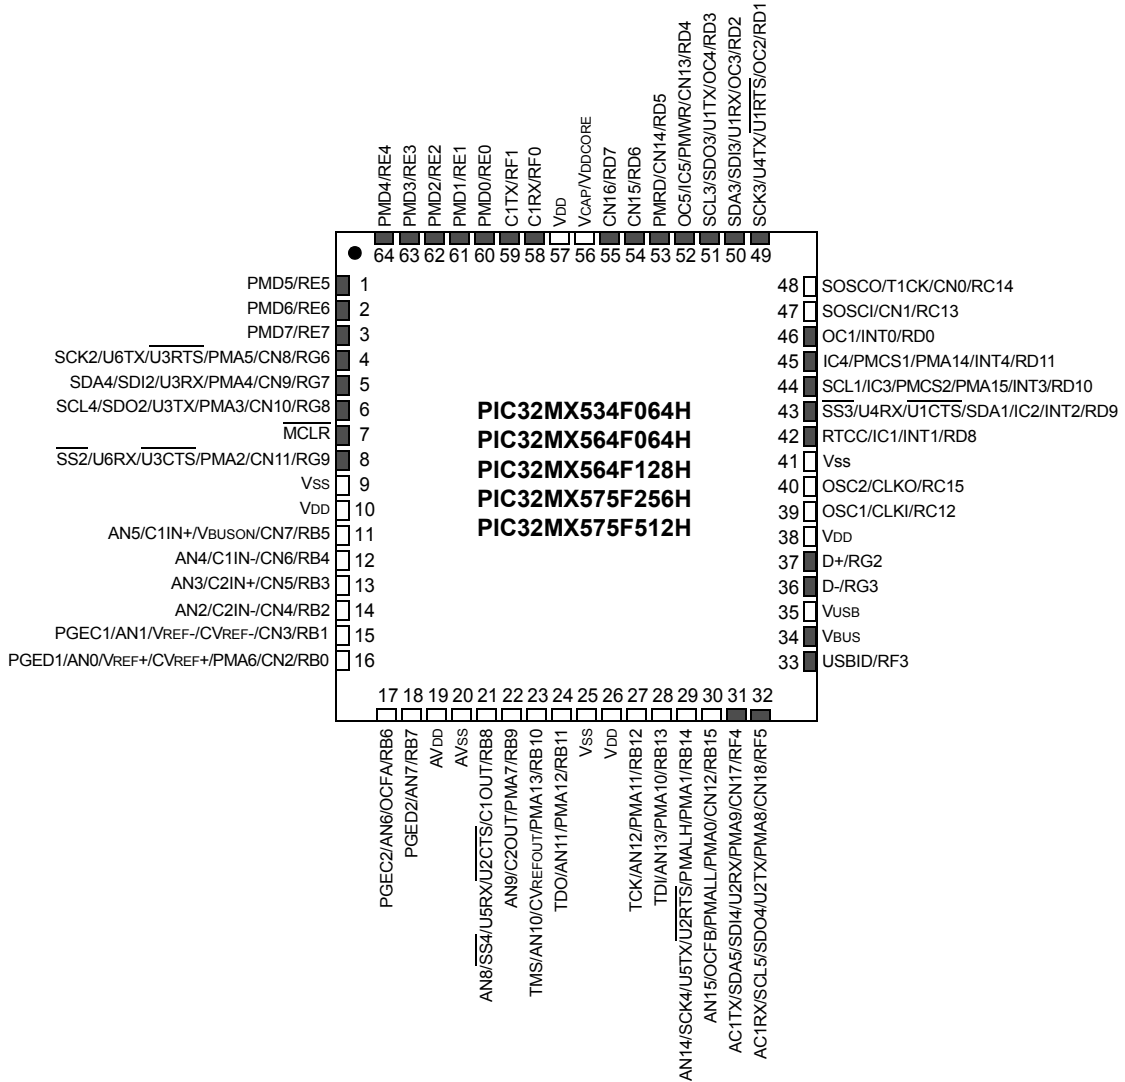 PMD4/RE4
PMD3/RE3
PMD2/RE2
PMD1/RE1
PMD0/RE0
C1TX/RF1
C1RX/RF0
VDD
VCAP/VDDCORE
CN16/RD7
CN15/RD6
PMRD/CN14/RD5
OC5/IC5/PMWR/CN13/RD4
SCL3/SDO3/U1TX/OC4/RD3
SDA3/SDI3/U1RX/OC3/RD2
SCK3/U4TX/U1RTS/OC2/RD1
64 63 62 61 60 59 58 57 56 55 54 53 52 51 50 49
PMD5/RE5 1
PMD6/RE6 2
PMD7/RE7 3
SCK2/U6TX/U3RTS/PMA5/CN8/RG6 4
SDA4/SDI2/U3RX/PMA4/CN9/RG7 5
SCL4/SDO2/U3TX/PMA3/CN10/RG8 6
MCLR 7
SS2/U6RX/U3CTS/PMA2/CN11/RG9 8
VSS 9
VDD 10
AN5/C1IN+/VBUSON/CN7/RB5 11
AN4/C1IN-/CN6/RB4 12
AN3/C2IN+/CN5/RB3 13
AN2/C2IN-/CN4/RB2 14
PGEC1/AN1/VREF-/CVREF-/CN3/RB1 15
PGED1/AN0/VREF+/CVREF+/PMA6/CN2/RB0 16
PIC32MX534F064H
PIC32MX564F064H
PIC32MX564F128H
PIC32MX575F256H
PIC32MX575F512H
48 SOSCO/T1CK/CN0/RC14
47 SOSCI/CN1/RC13
46 OC1/INT0/RD0
45 IC4/PMCS1/PMA14/INT4/RD11
44 SCL1/IC3/PMCS2/PMA15/INT3/RD10
43 SS3/U4RX/U1CTS/SDA1/IC2/INT2/RD9
42 RTCC/IC1/INT1/RD8
41 Vss
40 OSC2/CLKO/RC15
39 OSC1/CLKI/RC12
38 VDD
37 D+/RG2
36 D-/RG3
35 VUSB
34 VBUS
33 USBID/RF3
17 18 19 20 21 22 23 24 25 26 27 28 29 30 31 32
PGEC2/AN6/OCFA/RB6
PGED2/AN7/RB7
AVDD
AVSS
AN8/SS4/U5RX/U2CTS/C1OUT/RB8
AN9/C2OUT/PMA7/RB9
TMS/AN10/CVREFOUT/PMA13/RB10
TDO/AN11/PMA12/RB11
VSS
VDD
TCK/AN12/PMA11/RB12
TDI/AN13/PMA10/RB13
AN14/SCK4/U5TX/U2RTS/PMALH/PMA1/RB14
AN15/OCFB/PMALL/PMA0/CN12/RB15
AC1TX/SDA5/SDI4/U2RX/PMA9/CN17/RF4
AC1RX/SCL5/SDO4/U2TX/PMA8/CN18/RF5